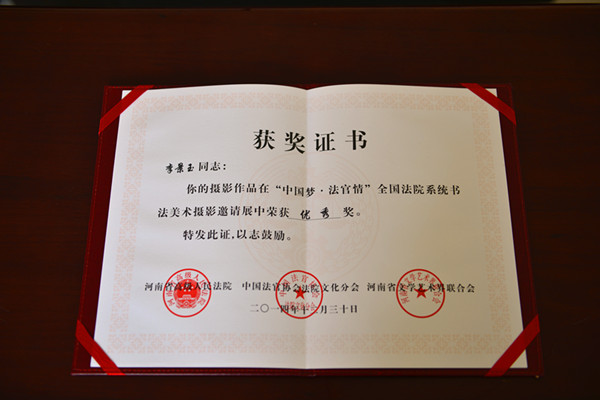 获奖证书
李景玉同志：
你的摄影作品在“中国梦·法官情”全国法院系统书
法美术摄影邀请展中荣获 优秀 奖。
特发此证，以志鼓励。
河南省高级人民法院 中国法官协会法院文化分会 河南省文学艺术界联合会
二〇一四年十二月三十日